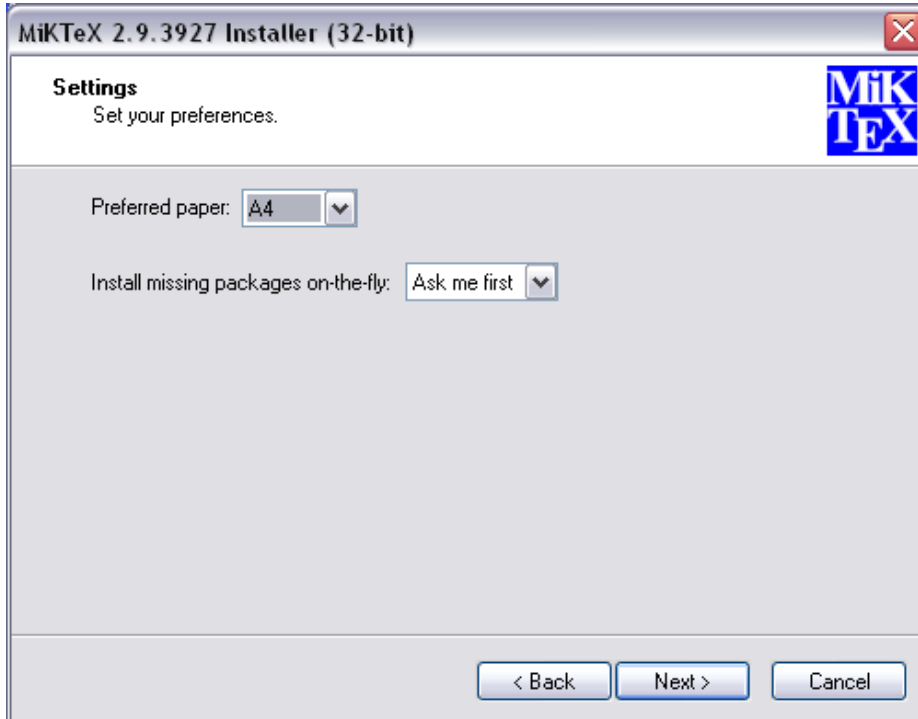 MiKTeX 2.9.3927 Installer (32-bit)
Settings
Set your preferences.
MiK
TEX
Preferred paper: A4
Install missing packages on-the-fly: Ask me first
< Back Next > Cancel